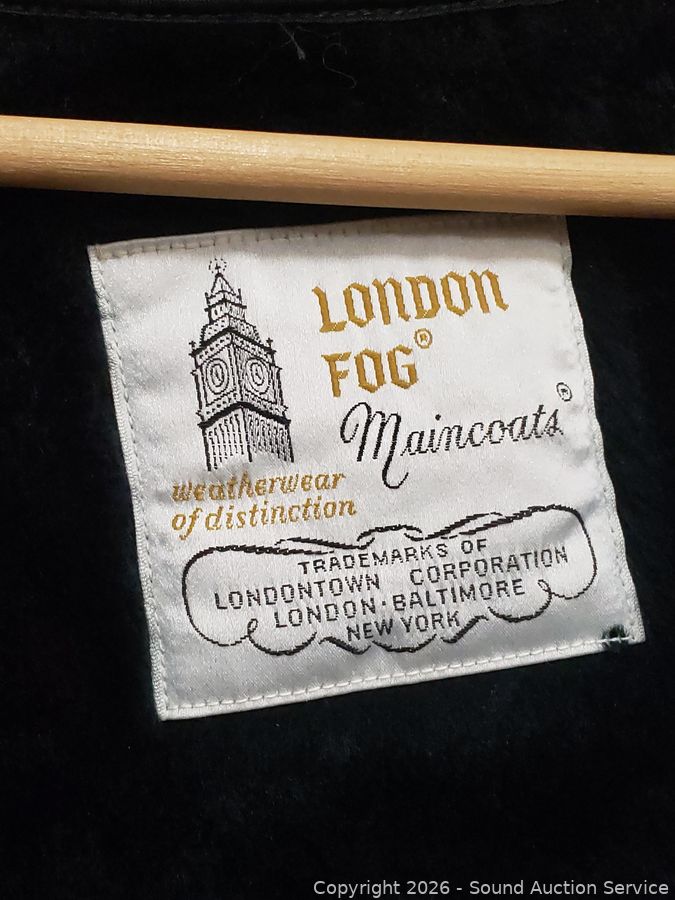 LONDON
FOG®
Maincoats®
weatherwear
of distinction
TRADEMARKS OF
LONDONTOWN CORPORATION
LONDON·BALTIMORE
NEW YORK
Copyright 2026 - Sound Auction Service